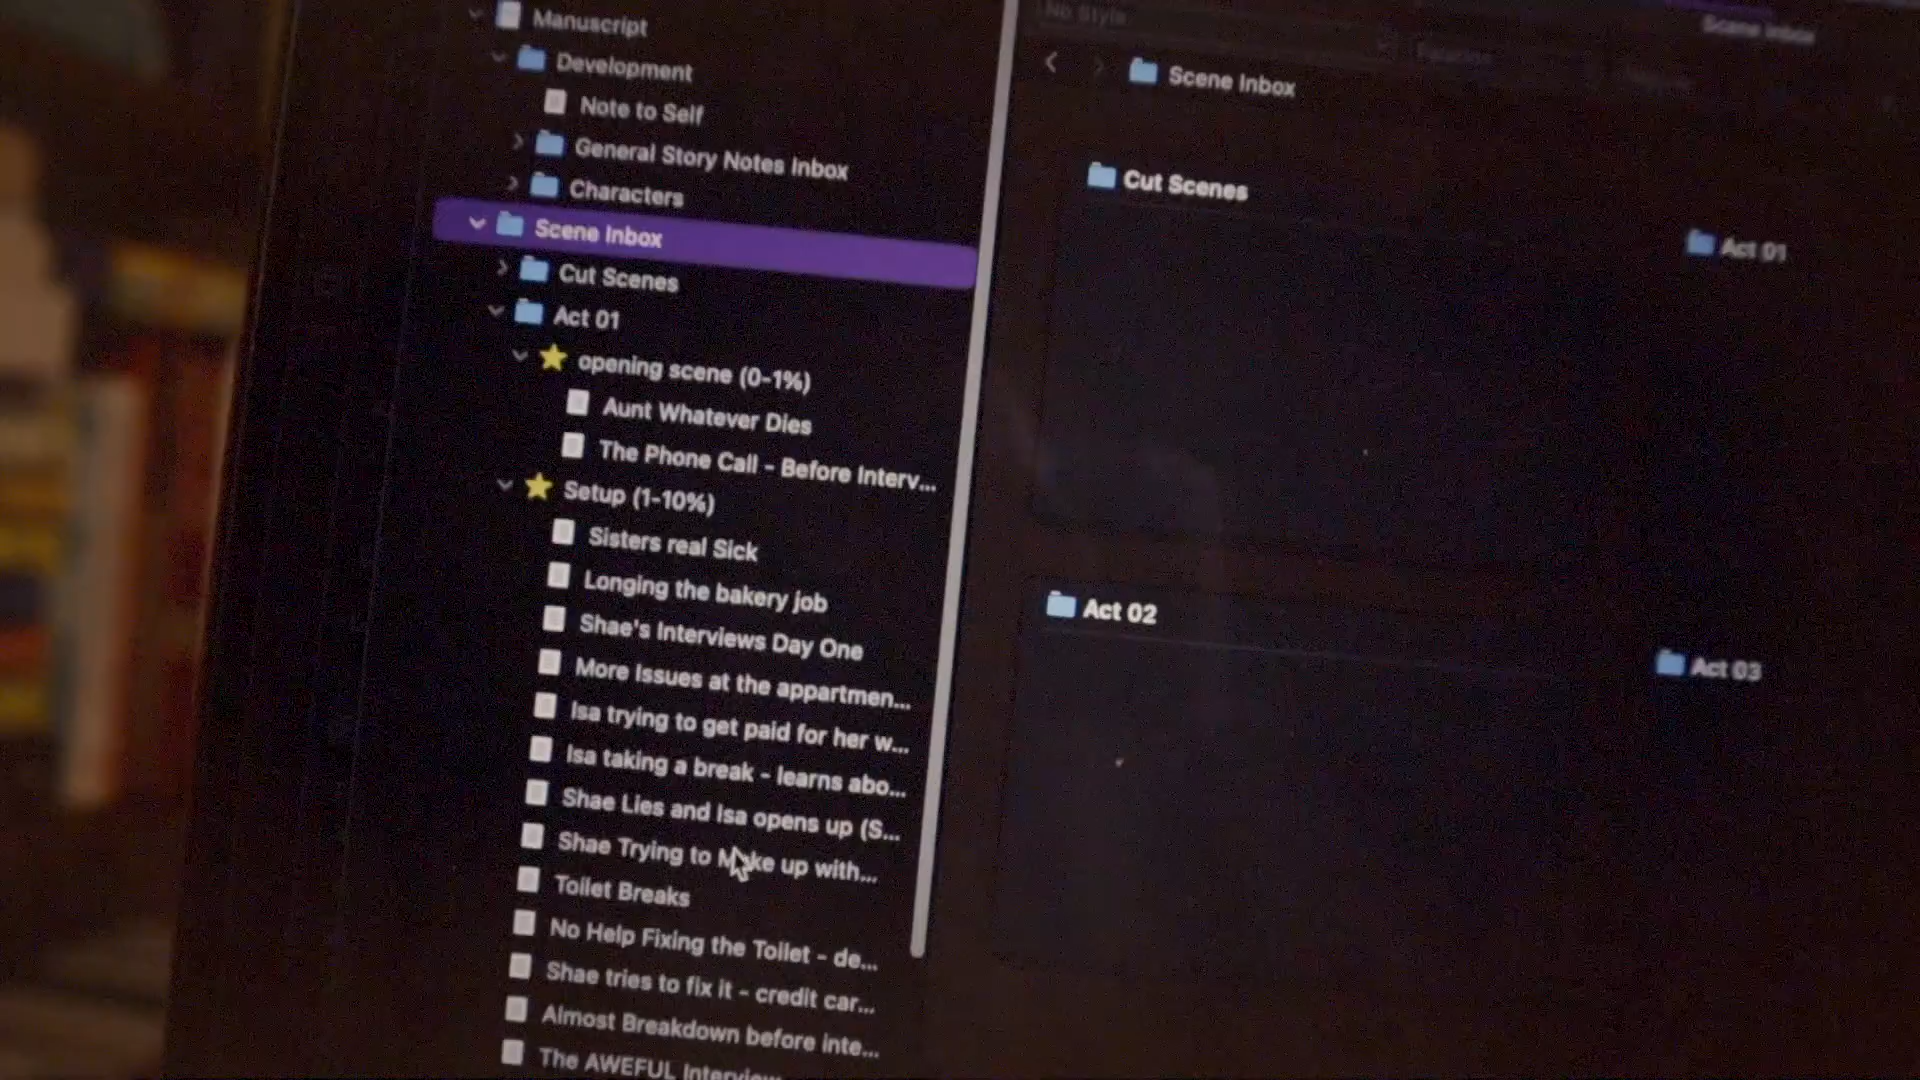 Manuscript
Development
Note to Self
General Story Notes Inbox
Characters
Scene Inbox
Cut Scenes
Act 01
opening scene (0-1%)
Aunt Whatever Dies
The Phone Call - Before Interv...
Setup (1-10%)
Sisters real Sick
Longing the bakery job
Shae's Interviews Day One
More Issues at the appartmen...
Isa trying to get paid for her w...
Isa taking a break - learns abo...
Shae Lies and Isa opens up (S...
Shae Trying to Make up with...
Toilet Breaks
No Help Fixing the Toilet - de...
Shae tries to fix it - credit car...
Almost Breakdown before inte...
The AWEFUL Interview
No Style
Scene Inbox
Scene Inbox
Cut Scenes
Act 01
Act 02
Act 03